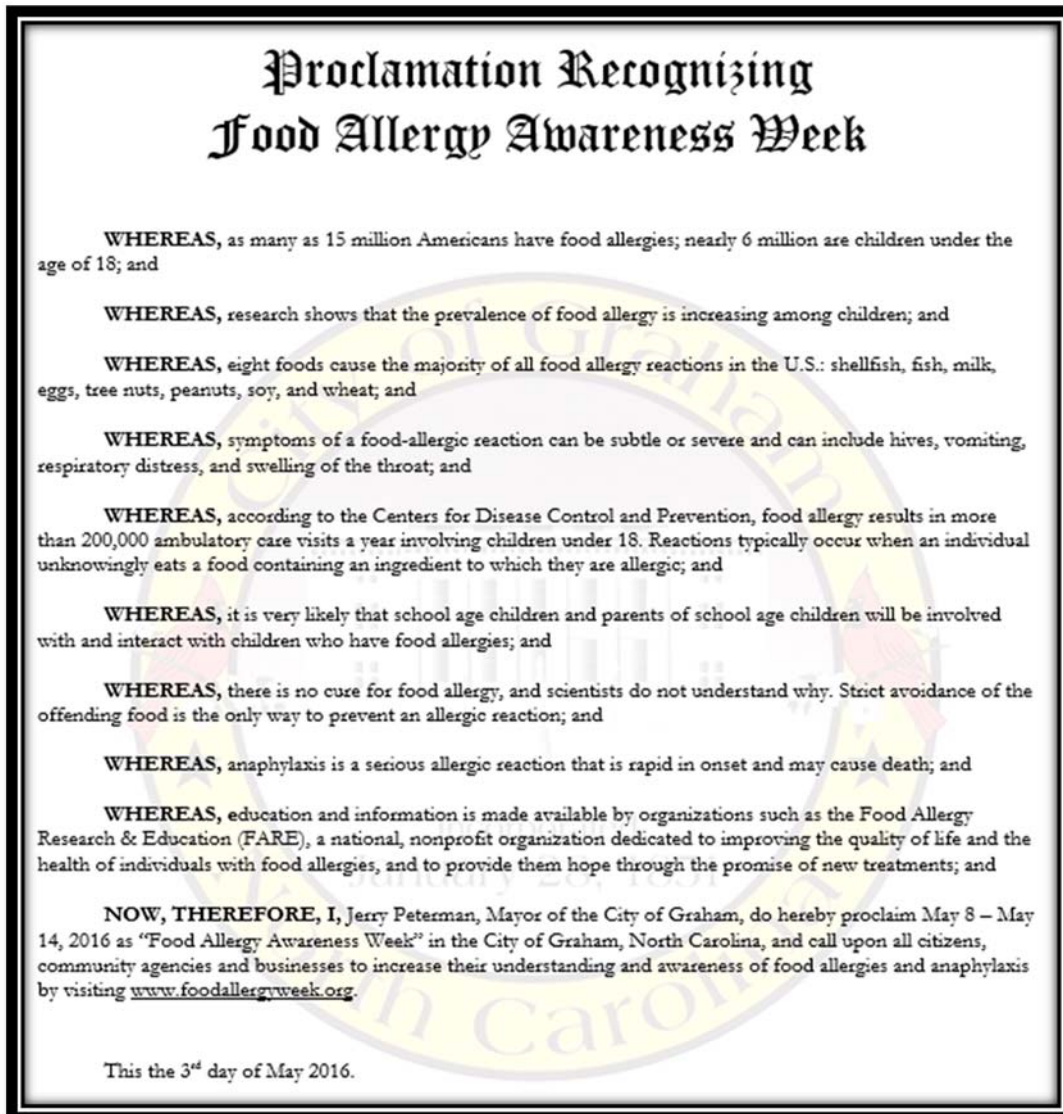 Proclamation Recognizing
Food Allergy Awareness Week
WHEREAS, as many as 15 million Americans have food allergies; nearly 6 million are children under the
age of 18; and
WHEREAS, research shows that the prevalence of food allergy is increasing among children; and
WHEREAS, eight foods cause the majority of all food allergy reactions in the U.S.: shellfish, fish, milk,
eggs, tree nuts, peanuts, soy, and wheat; and
WHEREAS, symptoms of a food-allergic reaction can be subtle or severe and can include hives, vomiting,
respiratory distress, and swelling of the throat; and
WHEREAS, according to the Centers for Disease Control and Prevention, food allergy results in more
than 200,000 ambulatory care visits a year involving children under 18. Reactions typically occur when an individual
unknowingly eats a food containing an ingredient to which they are allergic; and
WHEREAS, it is very likely that school age children and parents of school age children will be involved
with and interact with children who have food allergies; and
WHEREAS, there is no cure for food allergy, and scientists do not understand why. Strict avoidance of the
offending food is the only way to prevent an allergic reaction; and
WHEREAS, anaphylaxis is a serious allergic reaction that is rapid in onset and may cause death; and
WHEREAS, education and information is made available by organizations such as the Food Allergy
Research & Education (FARE), a national, nonprofit organization dedicated to improving the quality of life and the
health of individuals with food allergies, and to provide them hope through the promise of new treatments; and
NOW, THEREFORE, I, Jerry Peterman, Mayor of the City of Graham, do hereby proclaim May 8 – May
14, 2016 as “Food Allergy Awareness Week” in the City of Graham, North Carolina, and call upon all citizens,
community agencies and businesses to increase their understanding and awareness of food allergies and anaphylaxis
by visiting www.foodallergyweek.org.
This the 3rd day of May 2016.
City of Graham
January 28, 1851
North Carolina